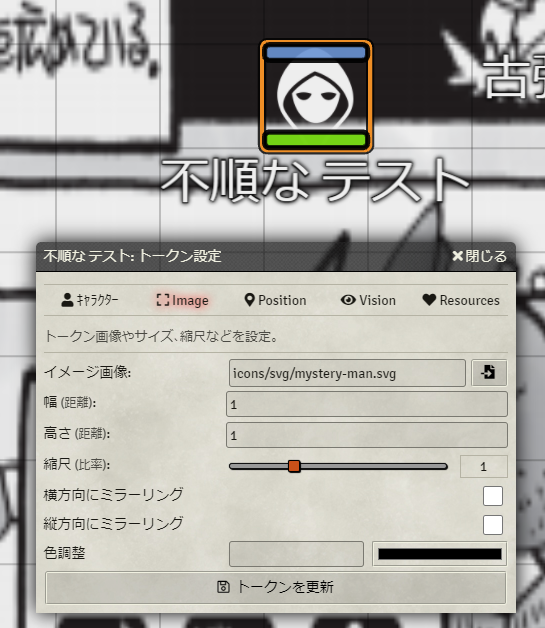 を広めている。
古
不順な テスト
不順な テスト: トークン設定
閉じる
ｷｬﾗｸﾀｰ
Image
Position
Vision
Resources
トークン画像やサイズ、縮尺などを設定。
イメージ画像:
icons/svg/mystery-man.svg
幅 (距離):
1
高さ (距離):
1
縮尺 (比率):
1
横方向にミラーリング
縦方向にミラーリング
色調整
トークンを更新